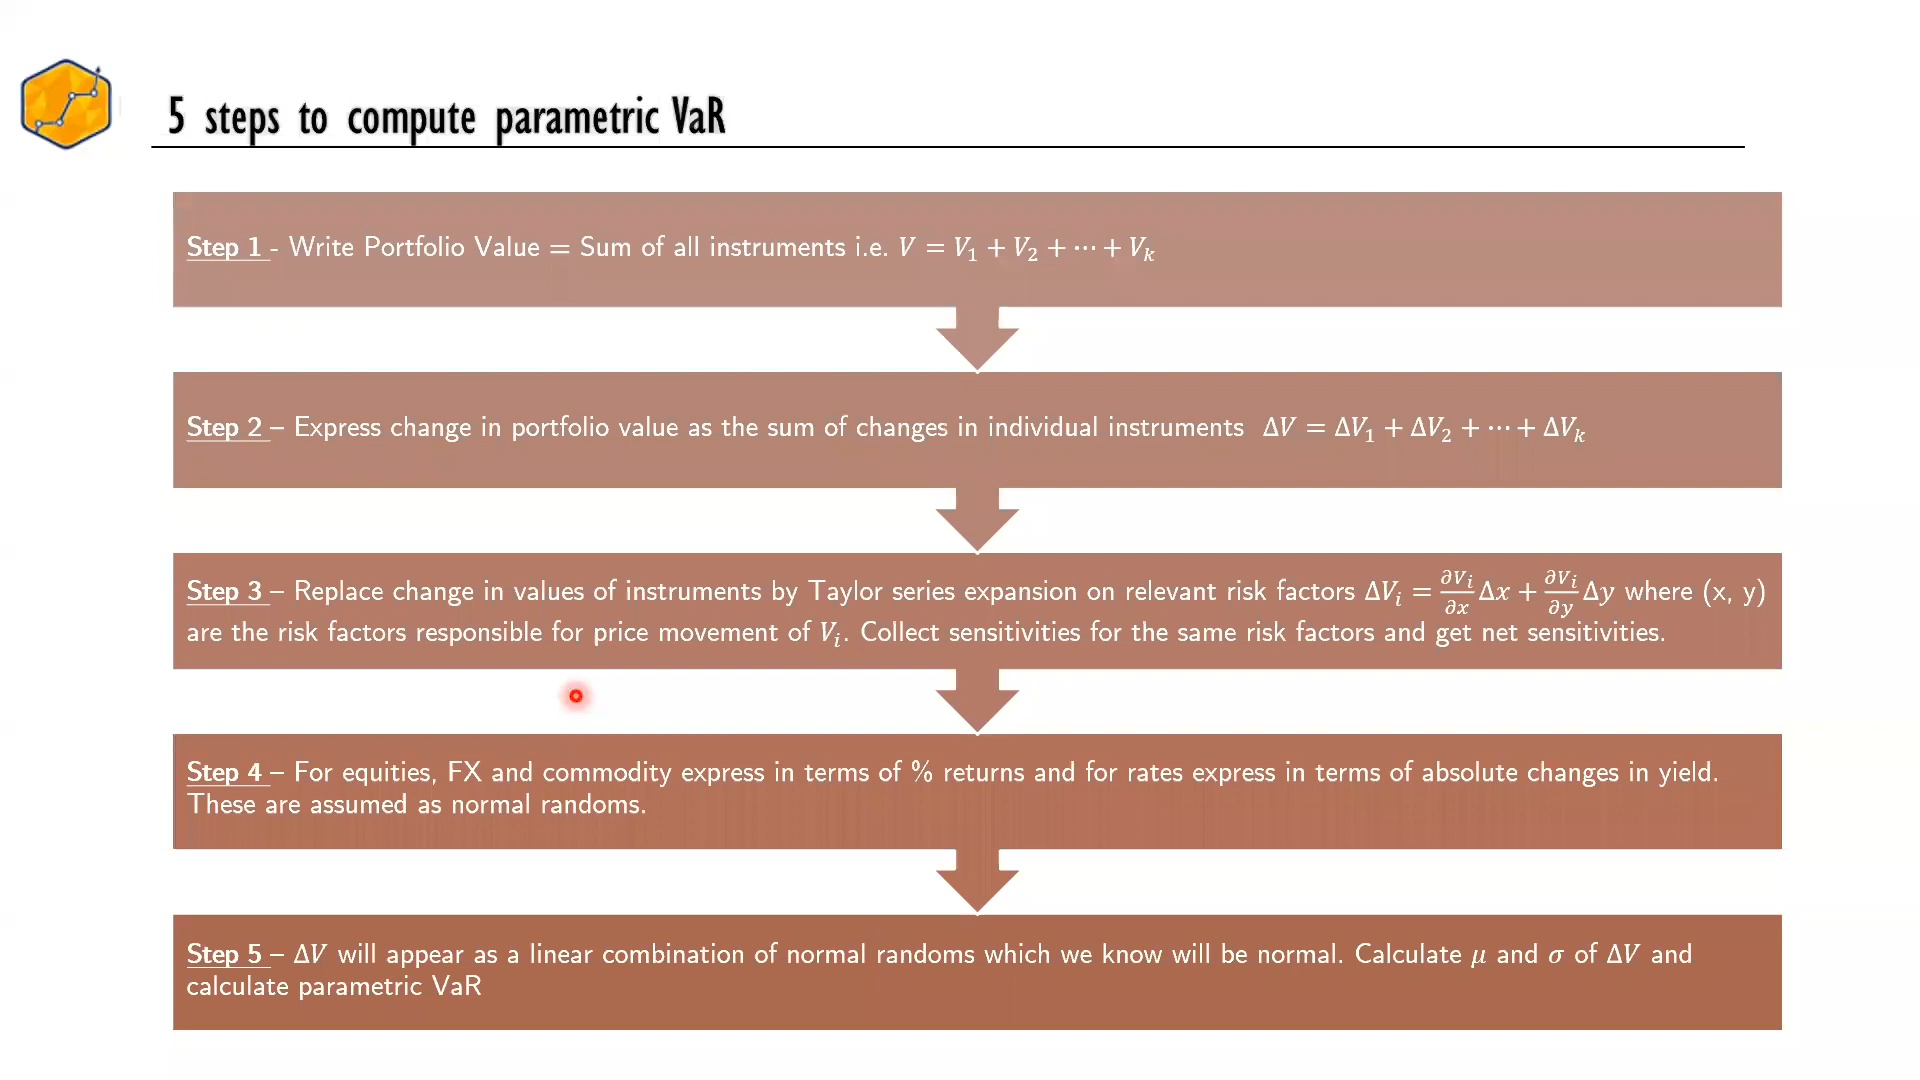 5 steps to compute parametric VaR
Step 1 - Write Portfolio Value = Sum of all instruments i.e. 𝑉 = 𝑉₁ + 𝑉₂ + ⋯ + 𝑉ₖ
Step 2 – Express change in portfolio value as the sum of changes in individual instruments Δ𝑉 = Δ𝑉₁ + Δ𝑉₂ + ⋯ + Δ𝑉ₖ
Step 3 – Replace change in values of instruments by Taylor series expansion on relevant risk factors Δ𝑉ᵢ = ∂𝑉ᵢ/∂𝑥 Δ𝑥 + ∂𝑉ᵢ/∂𝑦 Δ𝑦 where (x, y)
are the risk factors responsible for price movement of 𝑉ᵢ. Collect sensitivities for the same risk factors and get net sensitivities.
Step 4 – For equities, FX and commodity express in terms of % returns and for rates express in terms of absolute changes in yield.
These are assumed as normal randoms.
Step 5 – Δ𝑉 will appear as a linear combination of normal randoms which we know will be normal. Calculate 𝜇 and 𝜎 of Δ𝑉 and
calculate parametric VaR